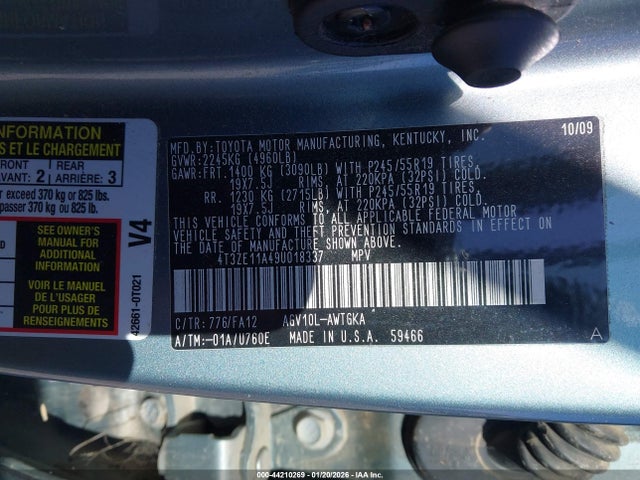 INFORMATION
S ET LE CHARGEMENT
FRONT
AVANT 2
REAR
ARRIÈRE 3
exceed 370 kg or 825 lbs.
passer 370 kg ou 825 lb.
SEE OWNER'S
MANUAL FOR
ADDITIONAL
INFORMATION
VOIR LE MANUEL
DE L'USAGER
POUR PLUS DE
RENSEIGNEMENTS
V4
42661-0T021
10/09
MFD.BY:TOYOTA MOTOR MANUFACTURING, KENTUCKY, INC.
GVWR:2245KG (4960LB)
GAWR:FRT.1400 KG (3090LB) WITH P245/55R19 TIRES,
19X7.5J RIMS, AT 220KPA (32PSI) COLD.
RR. 1230 KG (2715LB) WITH P245/55R19 TIRES,
19X7.5J RIMS, AT 220KPA (32PSI) COLD.
THIS VEHICLE CONFORMS TO ALL APPLICABLE FEDERAL MOTOR
VEHICLE SAFETY AND THEFT PREVENTION STANDARDS IN EFFECT ON
THE DATE OF MANUFACTURE SHOWN ABOVE.
4T3ZE11A49U018337 MPV
C/TR: 776/FA12 AGV10L-AWTGKA
A/TM:-01A/U760E MADE IN U.S.A. 59466
A
000-44210269 - 01/20/2026 - IAA Inc.